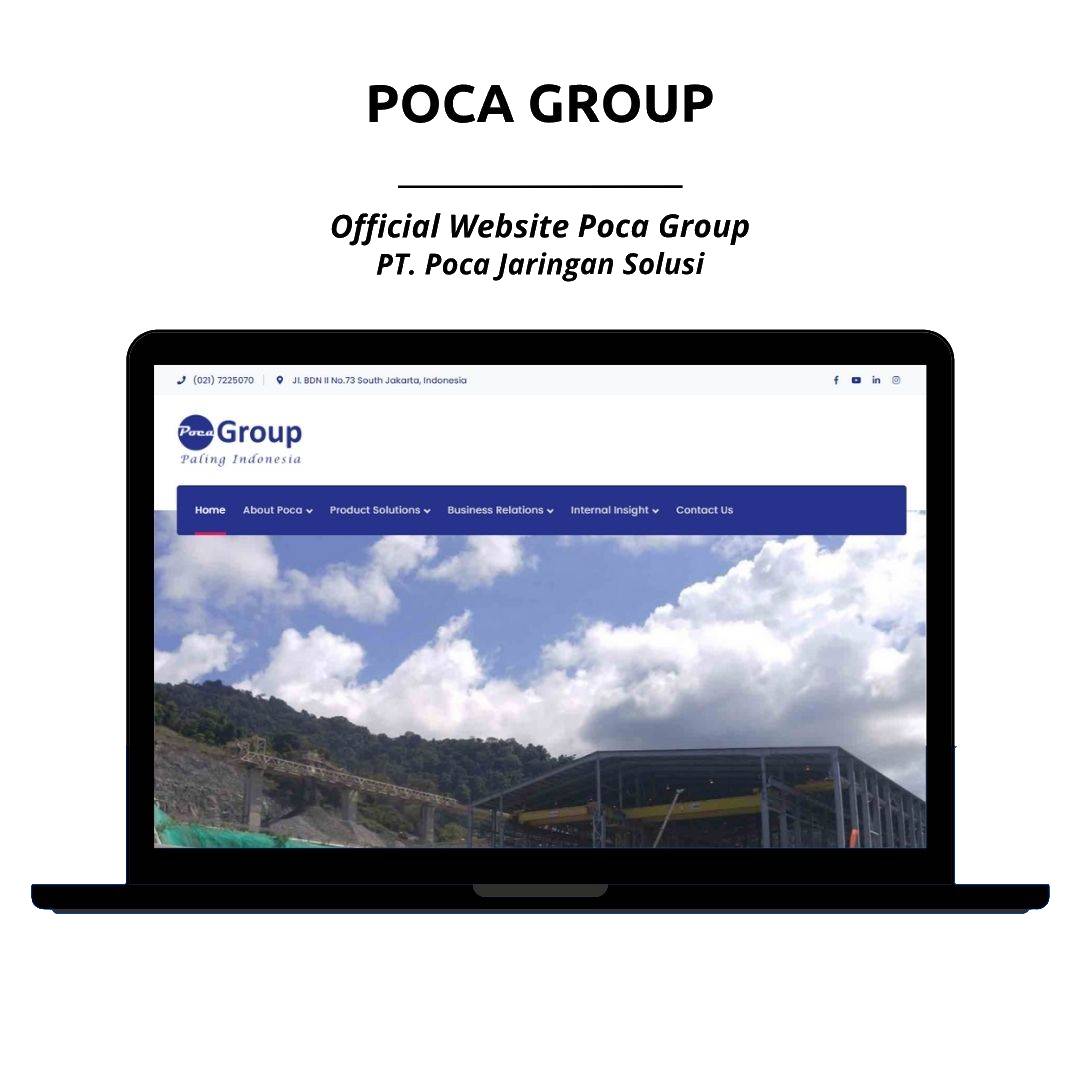 POCA GROUP
Official Website Poca Group
PT. Poca Jaringan Solusi
(021) 7225070 Jl. BDN II No.73 South Jakarta, Indonesia
Poca Group
Paling Indonesia
Home About Poca Product Solutions Business Relations Internal Insight Contact Us